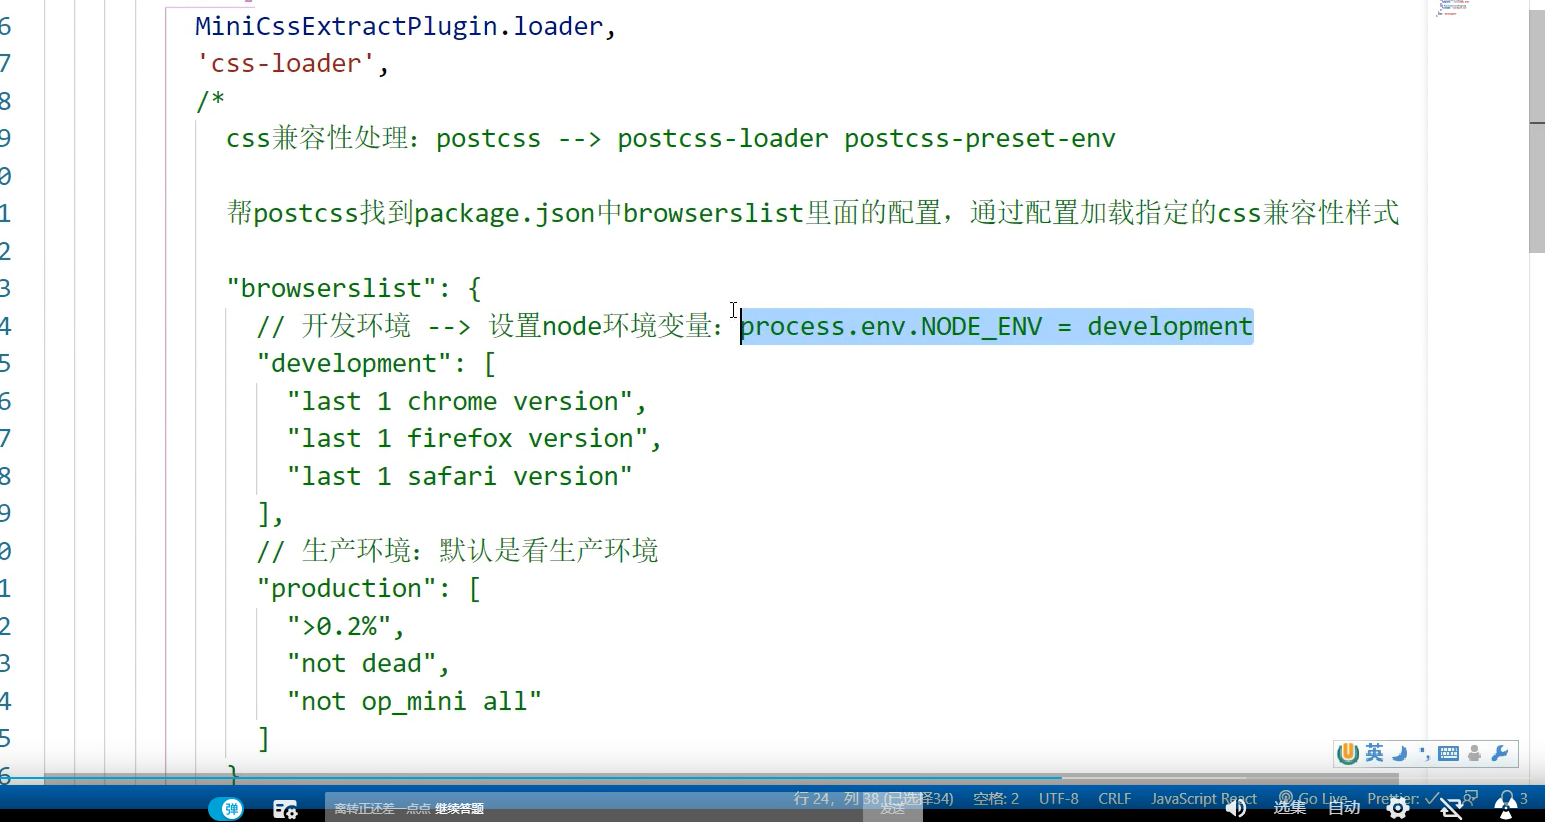 6 MiniCssExtractPlugin.loader,
7 'css-loader',
8 /*
9 css兼容性处理：postcss --> postcss-loader postcss-preset-env
0
1 帮postcss找到package.json中browserslist里面的配置，通过配置加载指定的css兼容性样式
2
3 "browserslist": {
4 // 开发环境 --> 设置node环境变量：process.env.NODE_ENV = development
5 "development": [
6 "last 1 chrome version",
7 "last 1 firefox version",
8 "last 1 safari version"
9 ],
0 // 生产环境：默认是看生产环境
1 "production": [
2 ">0.2%",
3 "not dead",
4 "not op_mini all"
5 ]
6 }
英
行 24，列 38 (已选择34) 空格: 2 UTF-8 CRLF JavaScript React Go Live Prettier: ✓ 3
弹 离转正还差一点点 继续答题 发送 选集 自动